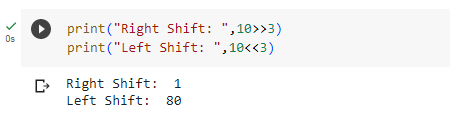 print("Right Shift: ",10>>3)
0s
print("Left Shift: ",10<<3)
Right Shift:  1
Left Shift:  80